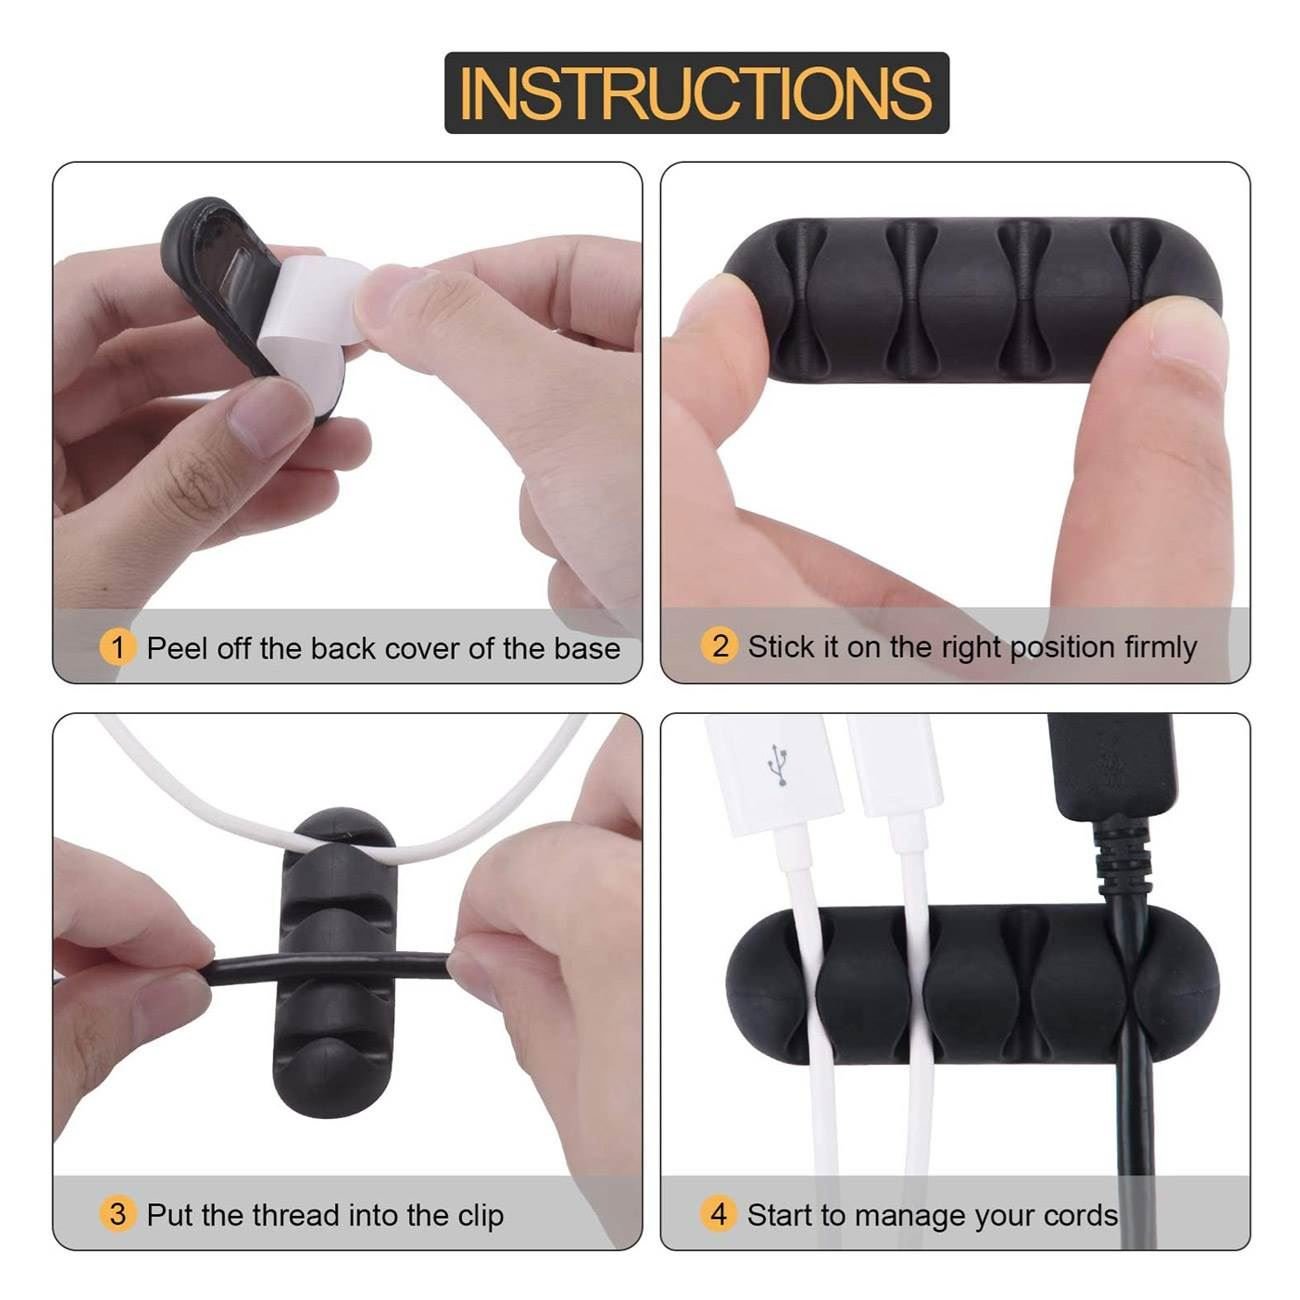 INSTRUCTIONS
1 Peel off the back cover of the base
2 Stick it on the right position firmly
3 Put the thread into the clip
4 Start to manage your cords